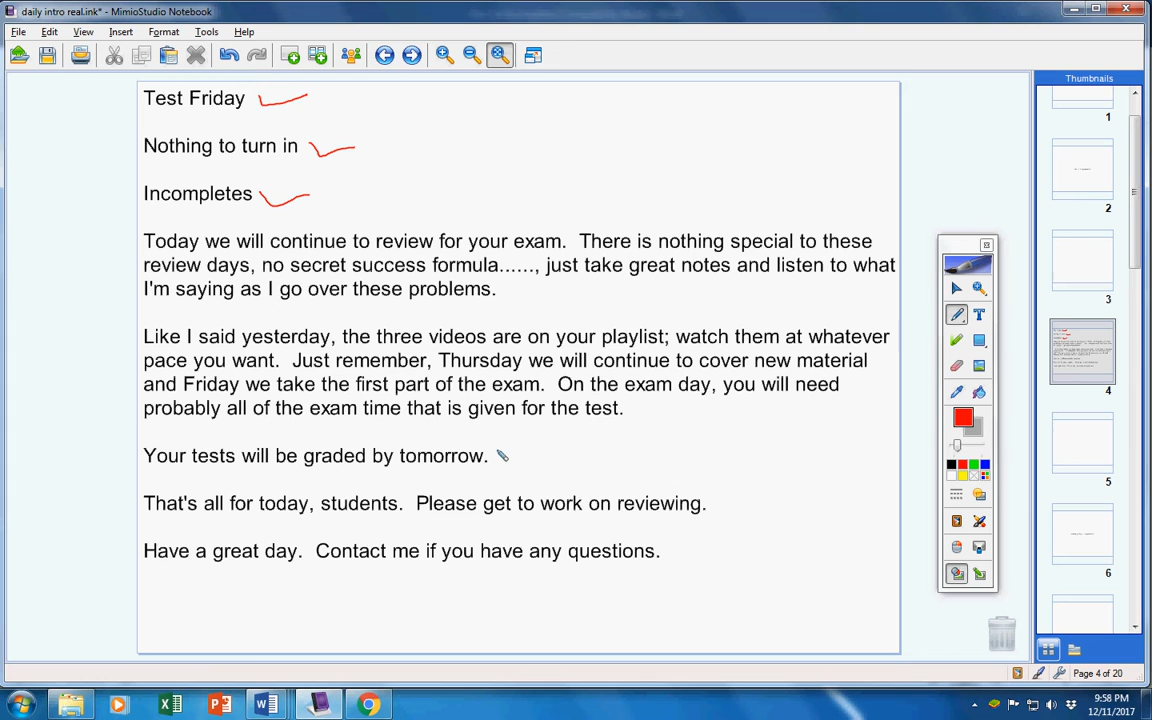 daily intro real.ink* - MimioStudio Notebook
File Edit View Insert Format Tools Help
Test Friday
Nothing to turn in
Incompletes
Today we will continue to review for your exam.  There is nothing special to these
review days, no secret success formula......, just take great notes and listen to what
I'm saying as I go over these problems.
Like I said yesterday, the three videos are on your playlist; watch them at whatever
pace you want.  Just remember, Thursday we will continue to cover new material
and Friday we take the first part of the exam.  On the exam day, you will need
probably all of the exam time that is given for the test.
Your tests will be graded by tomorrow.
That's all for today, students.  Please get to work on reviewing.
Have a great day.  Contact me if you have any questions.
T
Thumbnails
1
2
3
4
5
6
Page 4 of 20
9:58 PM
12/11/2017